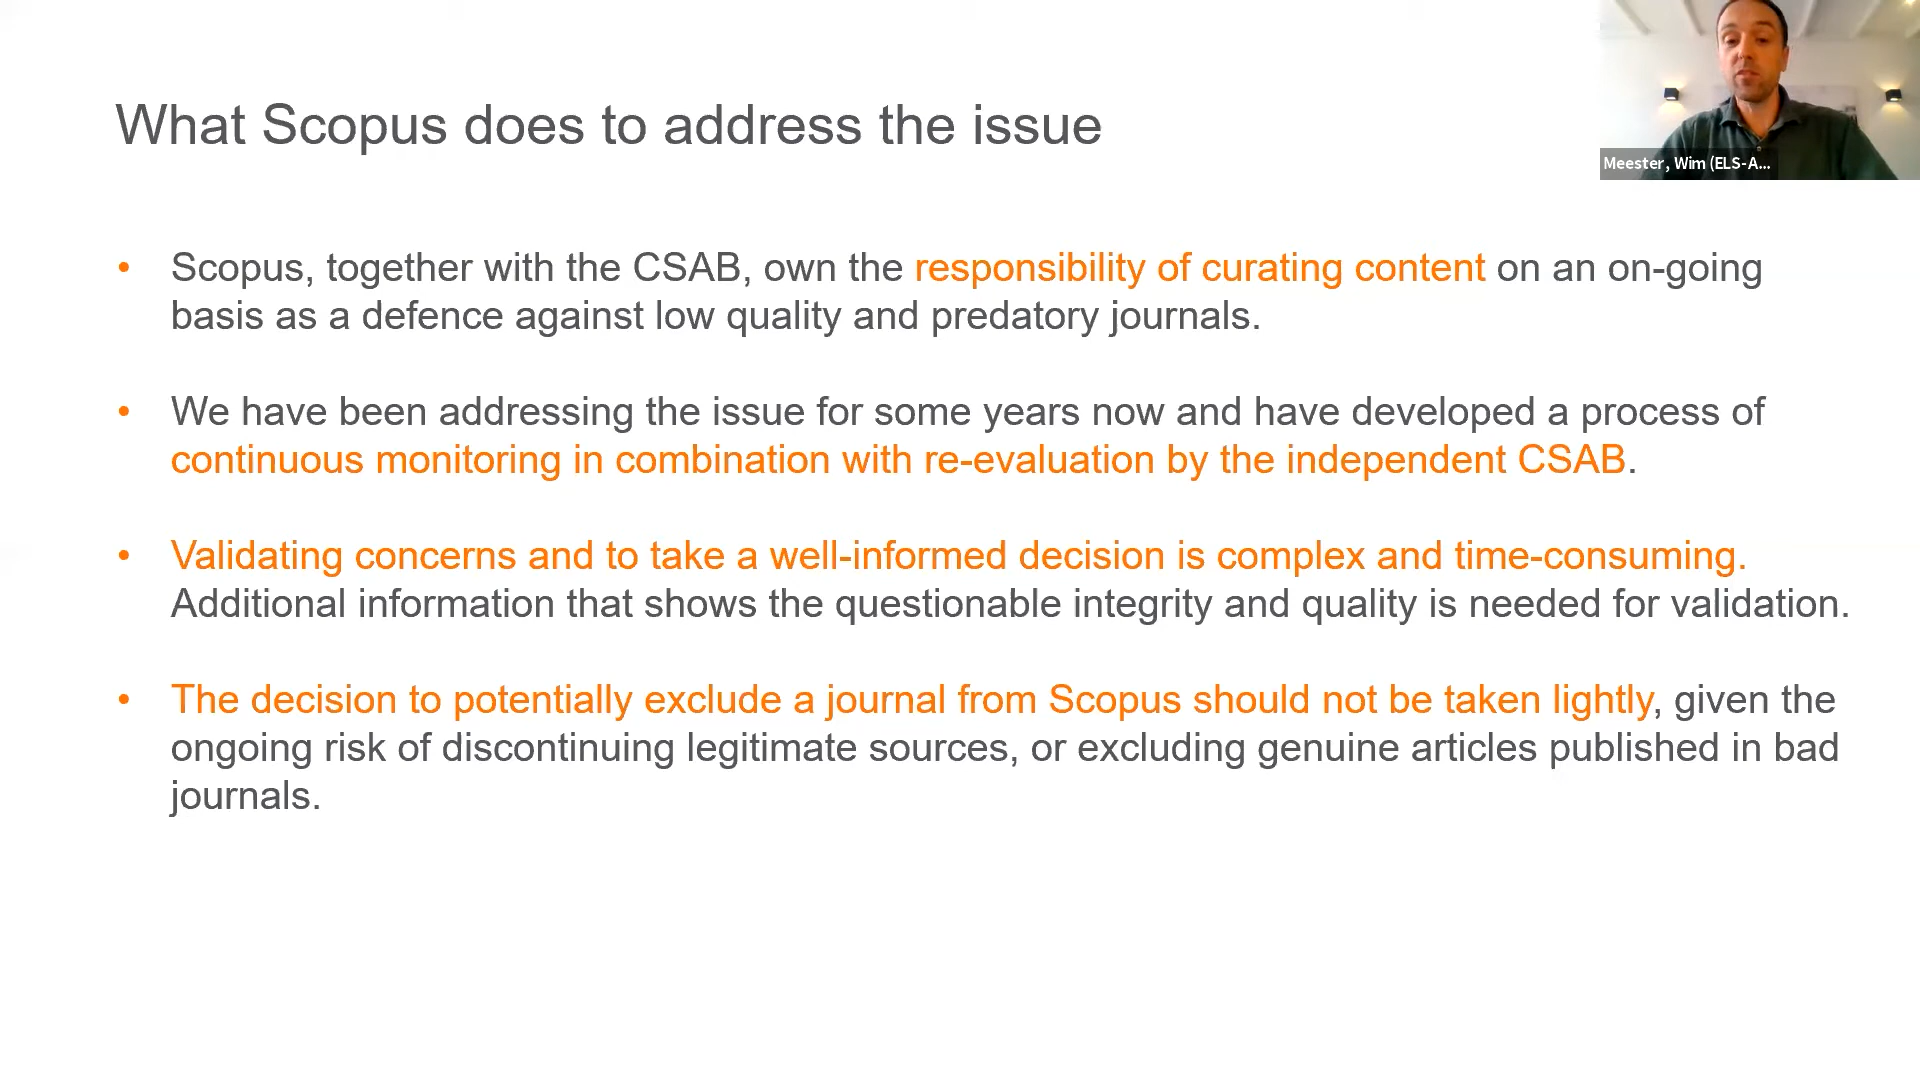 What Scopus does to address the issue
Meester, Wim (ELS-A...
• Scopus, together with the CSAB, own the responsibility of curating content on an on-going
basis as a defence against low quality and predatory journals.
• We have been addressing the issue for some years now and have developed a process of
continuous monitoring in combination with re-evaluation by the independent CSAB.
• Validating concerns and to take a well-informed decision is complex and time-consuming.
Additional information that shows the questionable integrity and quality is needed for validation.
• The decision to potentially exclude a journal from Scopus should not be taken lightly, given the
ongoing risk of discontinuing legitimate sources, or excluding genuine articles published in bad
journals.